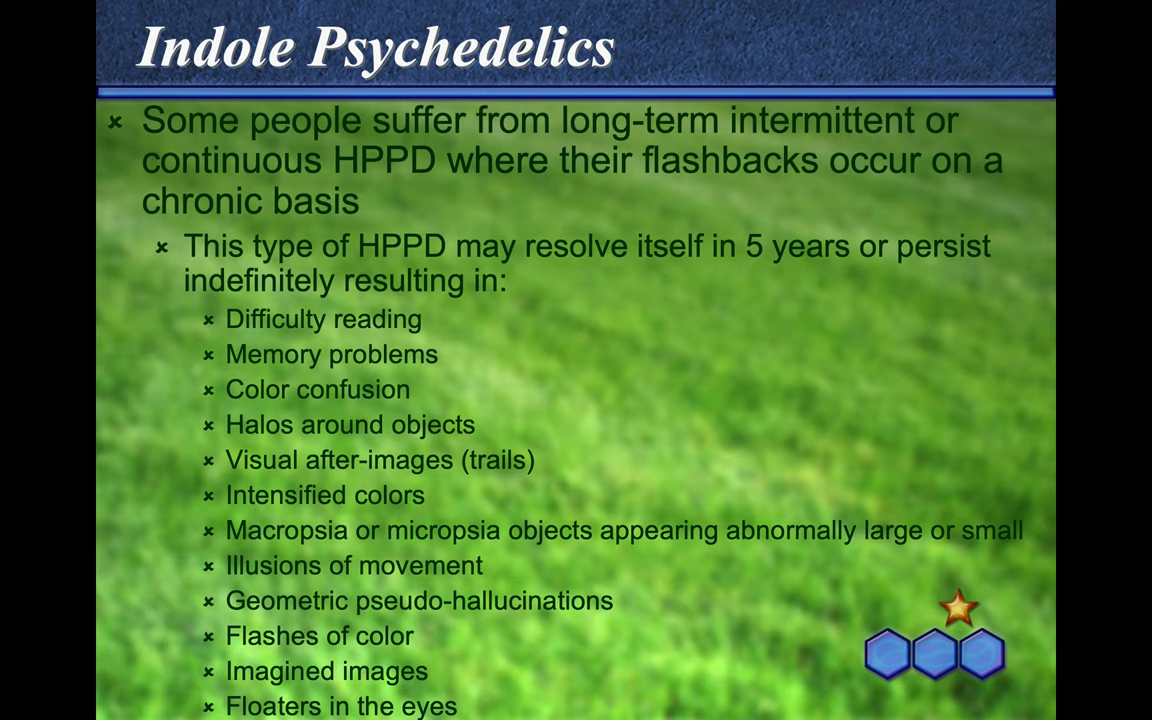 Indole Psychedelics
Some people suffer from long-term intermittent or
continuous HPPD where their flashbacks occur on a
chronic basis
This type of HPPD may resolve itself in 5 years or persist
indefinitely resulting in:
Difficulty reading
Memory problems
Color confusion
Halos around objects
Visual after-images (trails)
Intensified colors
Macropsia or micropsia objects appearing abnormally large or small
Illusions of movement
Geometric pseudo-hallucinations
Flashes of color
Imagined images
Floaters in the eyes